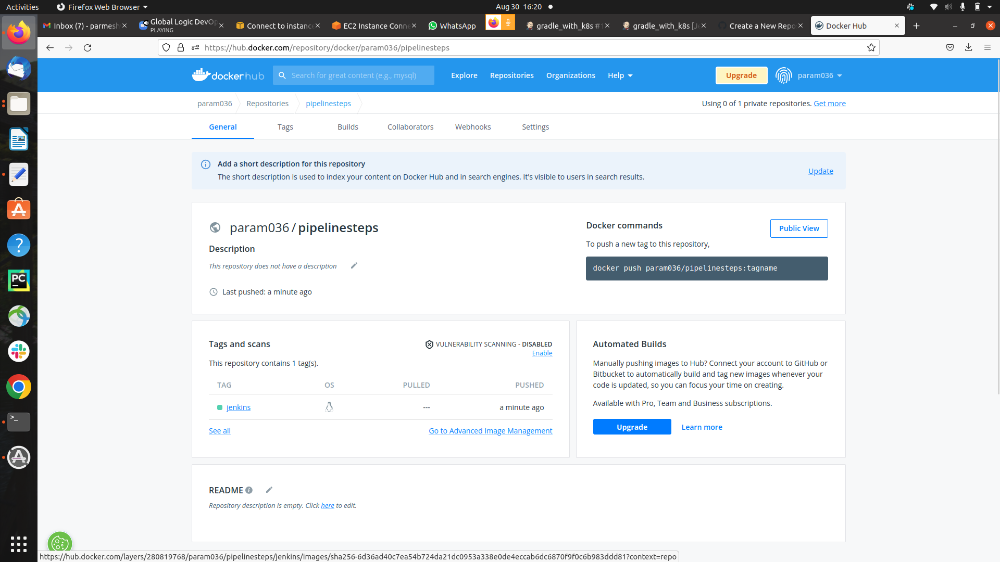 Activities
Firefox Web Browser
Aug 30 16:20
Inbox (7) - parmesh
Global Logic DevOp
PLAYING
Connect to instance
EC2 Instance Conne
WhatsApp
gradle_with_k8s #1
gradle_with_k8s [Je
Create a New Repo
Docker Hub
https://hub.docker.com/repository/docker/param036/pipelinesteps
docker hub
Search for great content (e.g., mysql)
Explore
Repositories
Organizations
Help
Upgrade
param036
param036
Repositories
pipelinesteps
Using 0 of 1 private repositories. Get more
General
Tags
Builds
Collaborators
Webhooks
Settings
Add a short description for this repository
The short description is used to index your content on Docker Hub and in search engines. It's visible to users in search results.
Update
param036 / pipelinesteps
Description
This repository does not have a description
Last pushed: a minute ago
Docker commands
Public View
To push a new tag to this repository,
docker push param036/pipelinesteps:tagname
Tags and scans
VULNERABILITY SCANNING - DISABLED
Enable
This repository contains 1 tag(s).
TAG OS PULLED PUSHED
jenkins --- a minute ago
See all
Go to Advanced Image Management
Automated Builds
Manually pushing images to Hub? Connect your account to GitHub or
Bitbucket to automatically build and tag new images whenever your
code is updated, so you can focus your time on creating.
Available with Pro, Team and Business subscriptions.
Upgrade
Learn more
README
Repository description is empty. Click here to edit.
https://hub.docker.com/layers/280819768/param036/pipelinesteps/jenkins/images/sha256-6d36ad40c7ea54b724da21dc0953a338e0de4eccab6dc6870f9f0c6b983ddd81?context=repo